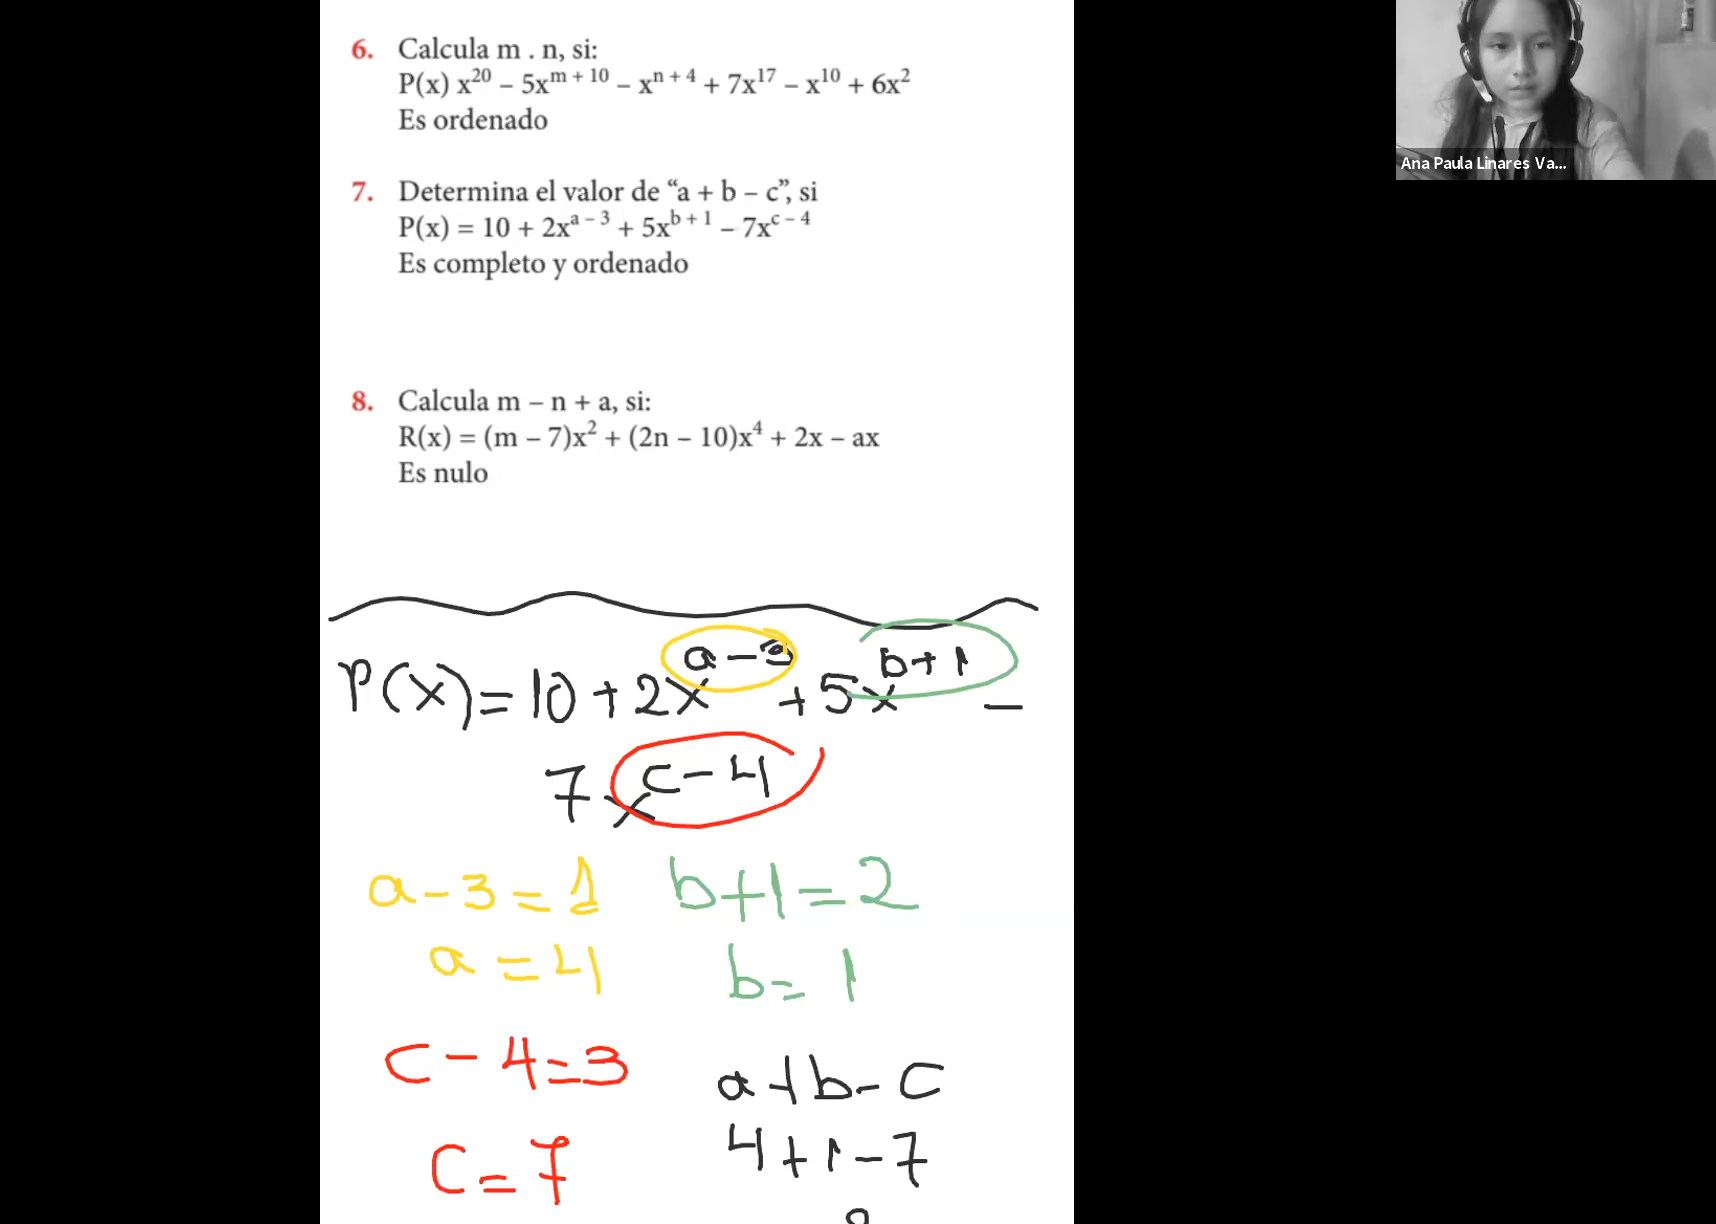 6. Calcula m . n, si:
P(x) x²⁰ – 5xᵐ ⁺ ¹⁰ – xⁿ ⁺ ⁴ + 7x¹⁷ – x¹⁰ + 6x²
Es ordenado
7. Determina el valor de “a + b – c”, si
P(x) = 10 + 2xᵃ ⁻ ³ + 5xᵇ ⁺ ¹ – 7xᶜ ⁻ ⁴
Es completo y ordenado
8. Calcula m – n + a, si:
R(x) = (m – 7)x² + (2n – 10)x⁴ + 2x – ax
Es nulo
P(x) = 10 + 2xᵃ⁻³ + 5xᵇ⁺¹ –
7xᶜ⁻⁴
a – 3 = 1
b + 1 = 2
a = 4
b = 1
c – 4 = 3
c = 7
a + b – c
4 + 1 – 7
Ana Paula Linares Va...